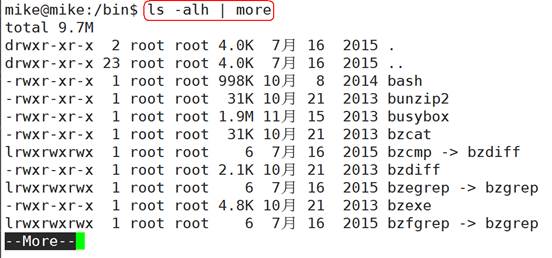 mike@mike:/bin$ ls -alh | more
total 9.7M
drwxr-xr-x  2 root root 4.0K  7月 16  2015 .
drwxr-xr-x 23 root root 4.0K  7月 16  2015 ..
-rwxr-xr-x  1 root root 998K 10月  8  2014 bash
-rwxr-xr-x  1 root root  31K 10月 21  2013 bunzip2
-rwxr-xr-x  1 root root 1.9M 11月 15  2013 busybox
-rwxr-xr-x  1 root root  31K 10月 21  2013 bzcat
lrwxrwxrwx  1 root root    6  7月 16  2015 bzcmp -> bzdiff
-rwxr-xr-x  1 root root 2.1K 10月 21  2013 bzdiff
lrwxrwxrwx  1 root root    6  7月 16  2015 bzegrep -> bzgrep
-rwxr-xr-x  1 root root 4.8K 10月 21  2013 bzexe
lrwxrwxrwx  1 root root    6  7月 16  2015 bzfgrep -> bzgrep
--More--